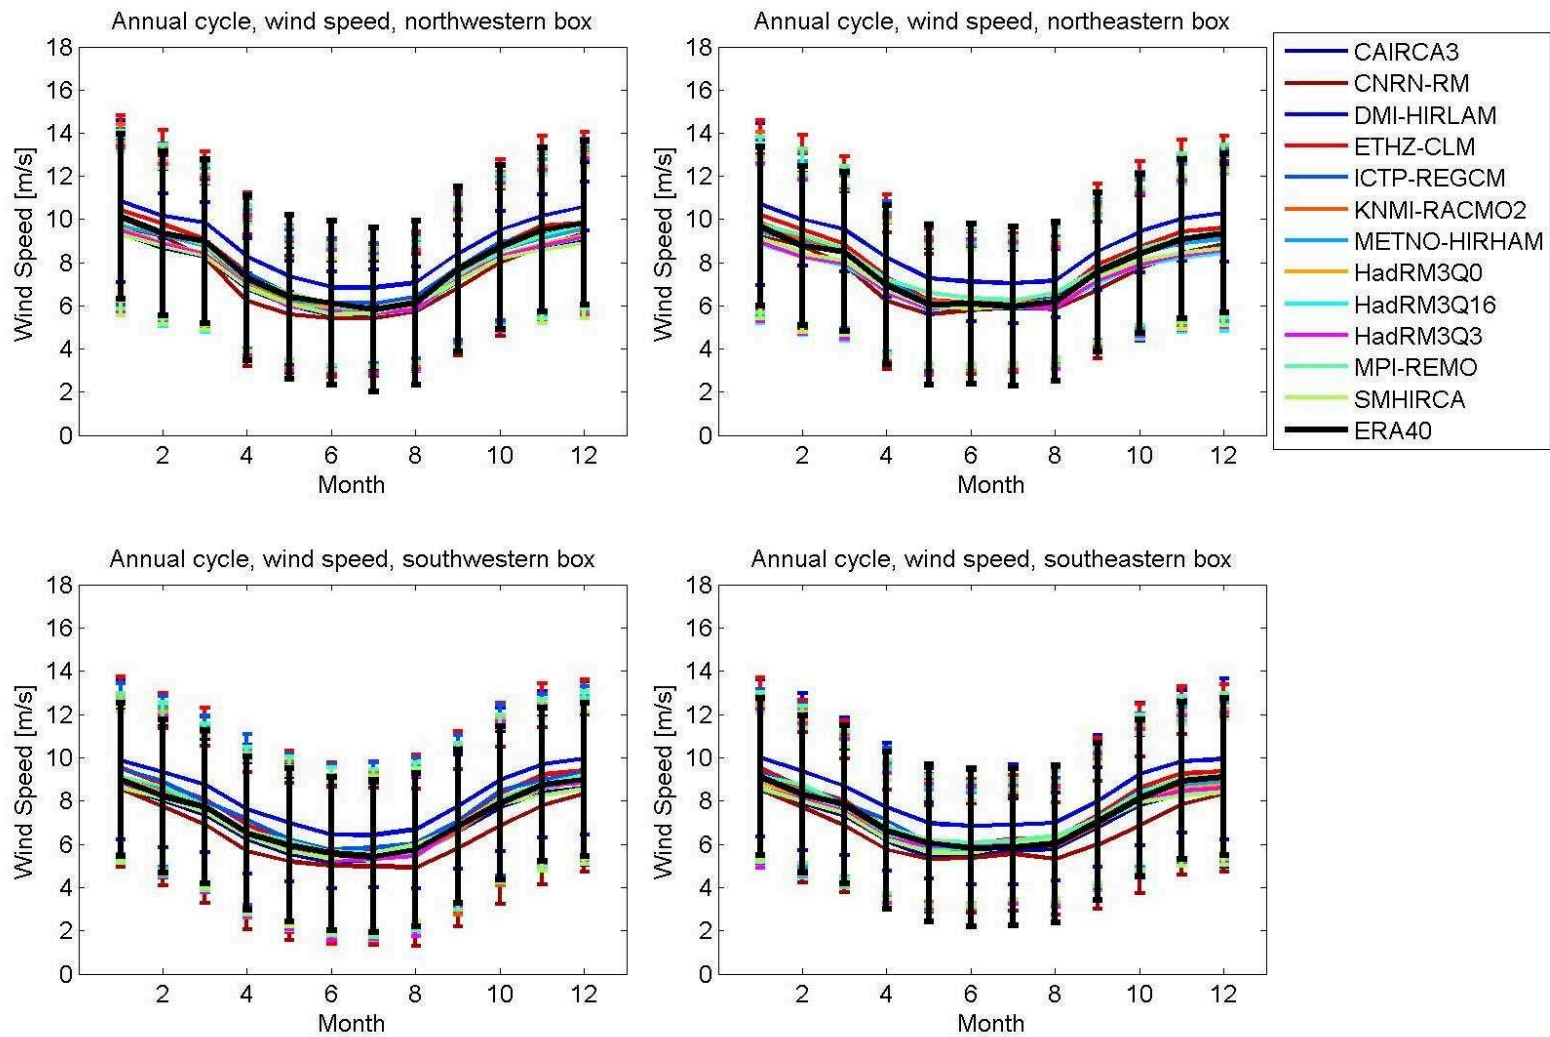 Annual cycle, wind speed, northwestern box
Wind Speed [m/s]
18
16
14
12
10
8
6
4
2
0
2 4 6 8 10 12
Month
Annual cycle, wind speed, northeastern box
Wind Speed [m/s]
18
16
14
12
10
8
6
4
2
0
2 4 6 8 10 12
Month
CAIRCA3
CNRN-RM
DMI-HIRLAM
ETHZ-CLM
ICTP-REGCM
KNMI-RACMO2
METNO-HIRHAM
HadRM3Q0
HadRM3Q16
HadRM3Q3
MPI-REMO
SMHIRCA
ERA40
Annual cycle, wind speed, southwestern box
Wind Speed [m/s]
18
16
14
12
10
8
6
4
2
0
2 4 6 8 10 12
Month
Annual cycle, wind speed, southeastern box
Wind Speed [m/s]
18
16
14
12
10
8
6
4
2
0
2 4 6 8 10 12
Month